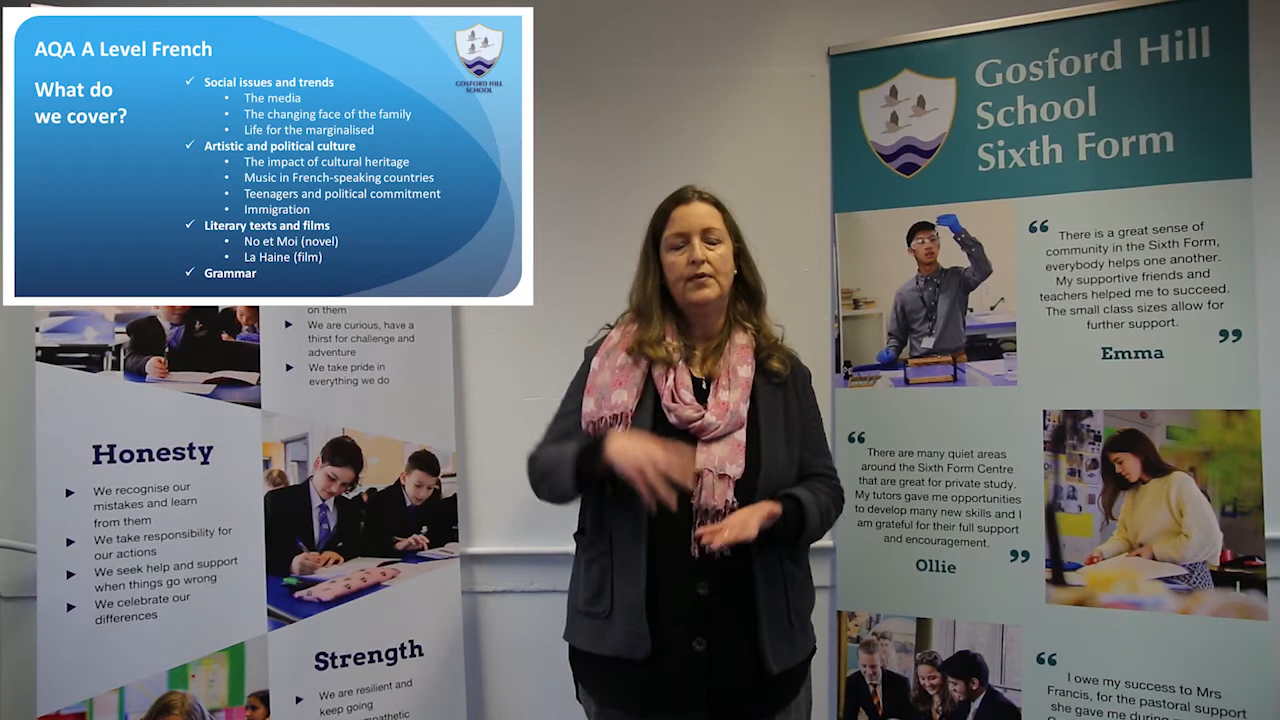 AQA A Level French
What do
we cover?
✓ Social issues and trends
• The media
• The changing face of the family
• Life for the marginalised
✓ Artistic and political culture
• The impact of cultural heritage
• Music in French-speaking countries
• Teenagers and political commitment
• Immigration
✓ Literary texts and films
• No et Moi (novel)
• La Haine (film)
✓ Grammar
GOSFORD HILL
SCHOOL
on them
We are curious, have a
thirst for challenge and
adventure
We take pride in
everything we do
Honesty
We recognise our
mistakes and learn
from them
We take responsibility for
our actions
We seek help and support
when things go wrong
We celebrate our
differences
Strength
We are resilient and
keep going
Gosford Hill
School
Sixth Form
“ There is a great sense of
community in the Sixth Form,
everybody helps one another.
My supportive friends and
teachers helped me to succeed.
The small class sizes allow for
further support. ”
Emma
“ There are many quiet areas
around the Sixth Form Centre
that are great for private study.
My tutors gave me opportunities
to develop many new skills and I
am grateful for their full support
and encouragement. ”
Ollie
“ I owe my success to Mrs
Francis, for the pastoral support
she gave me during